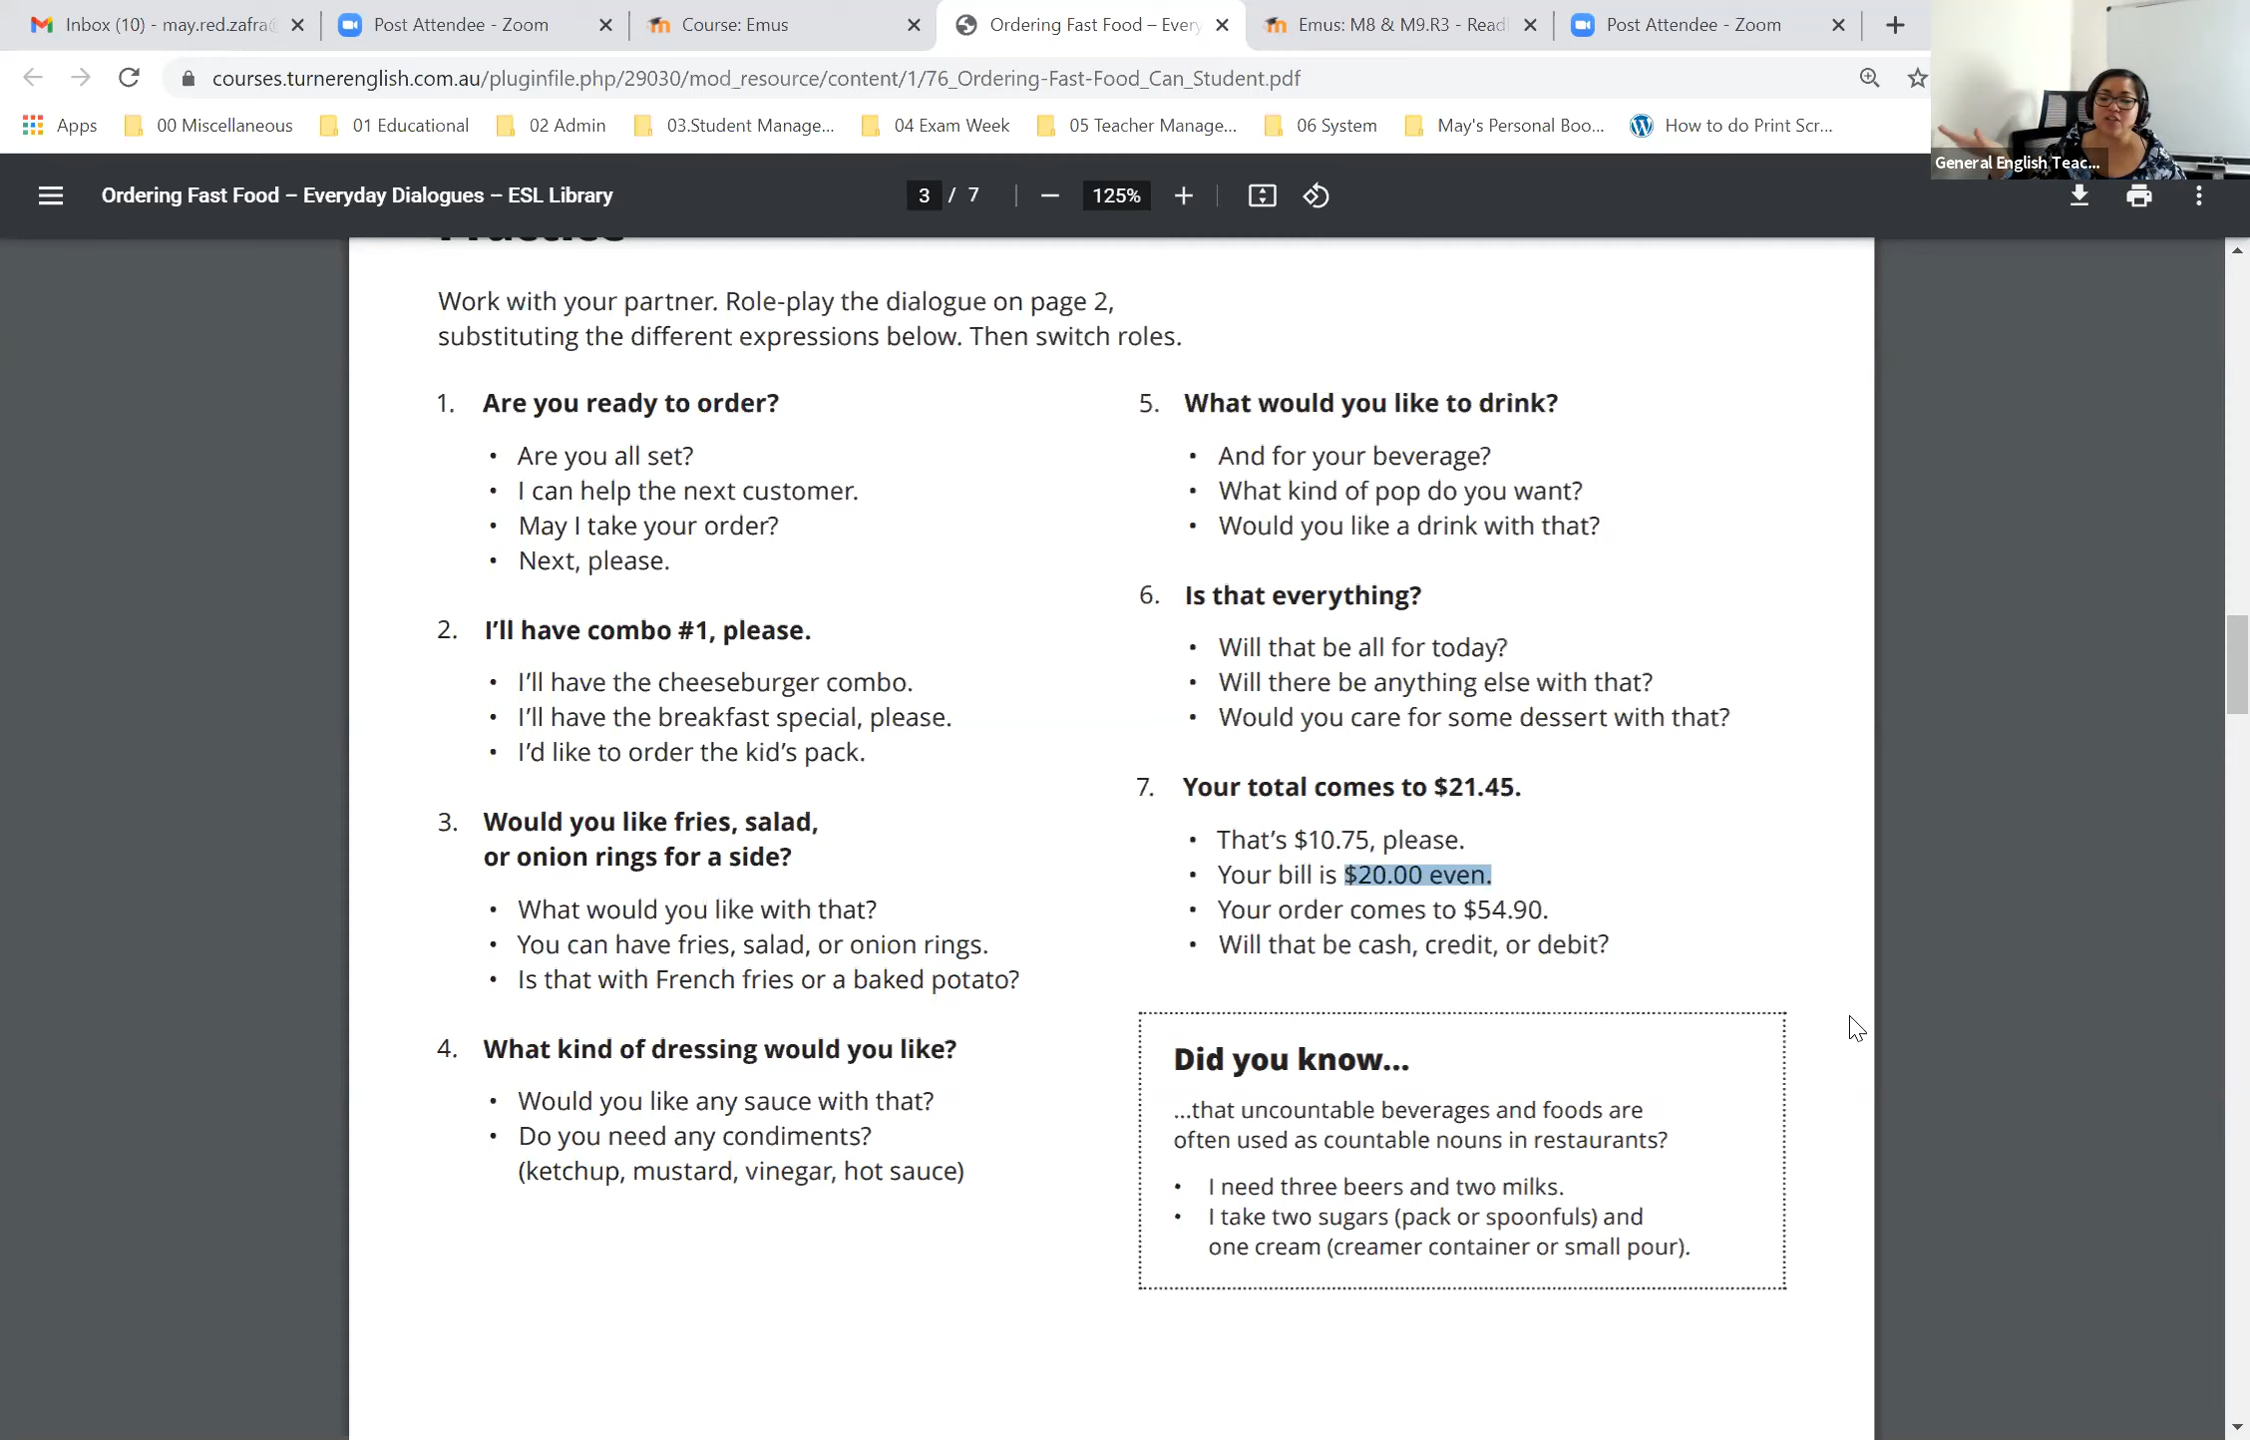 Inbox (10) - may.red.zafra@
Post Attendee - Zoom
Course: Emus
Ordering Fast Food – Every
Emus: M8 & M9.R3 - Readi
Post Attendee - Zoom
courses.turnerenglish.com.au/pluginfile.php/29030/mod_resource/content/1/76_Ordering-Fast-Food_Can_Student.pdf
Apps
00 Miscellaneous
01 Educational
02 Admin
03.Student Manage...
04 Exam Week
05 Teacher Manage...
06 System
May's Personal Boo...
How to do Print Scr...
General English Teac...
Ordering Fast Food – Everyday Dialogues – ESL Library
3 / 7
125%
Practice
Work with your partner. Role-play the dialogue on page 2,
substituting the different expressions below. Then switch roles.
1. Are you ready to order?
• Are you all set?
• I can help the next customer.
• May I take your order?
• Next, please.
2. I'll have combo #1, please.
• I'll have the cheeseburger combo.
• I'll have the breakfast special, please.
• I'd like to order the kid's pack.
3. Would you like fries, salad,
or onion rings for a side?
• What would you like with that?
• You can have fries, salad, or onion rings.
• Is that with French fries or a baked potato?
4. What kind of dressing would you like?
• Would you like any sauce with that?
• Do you need any condiments?
(ketchup, mustard, vinegar, hot sauce)
5. What would you like to drink?
• And for your beverage?
• What kind of pop do you want?
• Would you like a drink with that?
6. Is that everything?
• Will that be all for today?
• Will there be anything else with that?
• Would you care for some dessert with that?
7. Your total comes to $21.45.
• That's $10.75, please.
• Your bill is $20.00 even.
• Your order comes to $54.90.
• Will that be cash, credit, or debit?
Did you know...
...that uncountable beverages and foods are
often used as countable nouns in restaurants?
• I need three beers and two milks.
• I take two sugars (pack or spoonfuls) and
one cream (creamer container or small pour).